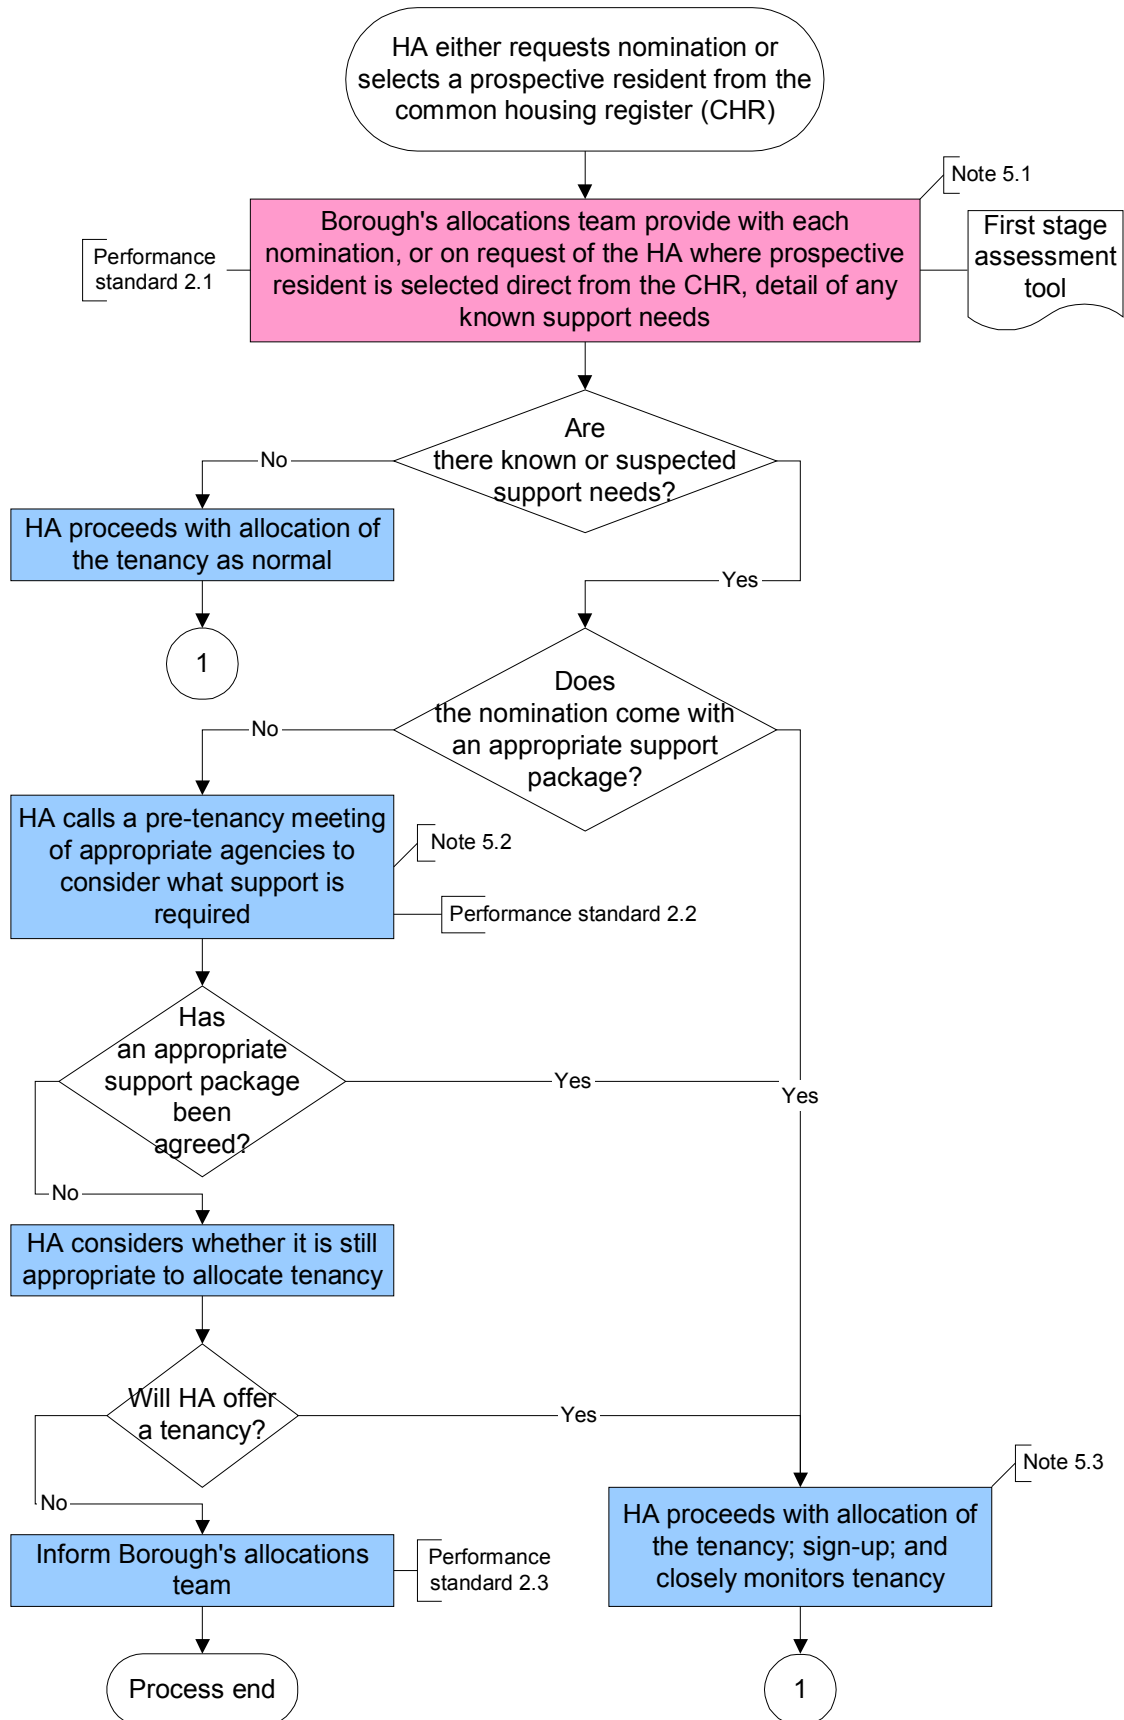 HA either requests nomination or
selects a prospective resident from the
common housing register (CHR)
Note 5.1
Borough's allocations team provide with each
nomination, or on request of the HA where prospective
resident is selected direct from the CHR, detail of any
known support needs
Performance
standard 2.1
First stage
assessment
tool
Are
there known or suspected
support needs?
No
HA proceeds with allocation of
the tenancy as normal
Yes
1
Does
the nomination come with
an appropriate support
package?
No
HA calls a pre-tenancy meeting
of appropriate agencies to
consider what support is
required
Note 5.2
Performance standard 2.2
Has
an appropriate
support package
been
agreed?
Yes
Yes
No
HA considers whether it is still
appropriate to allocate tenancy
Will HA offer
a tenancy?
Yes
No
Note 5.3
HA proceeds with allocation of
the tenancy; sign-up; and
closely monitors tenancy
Inform Borough's allocations
team
Performance
standard 2.3
Process end
1